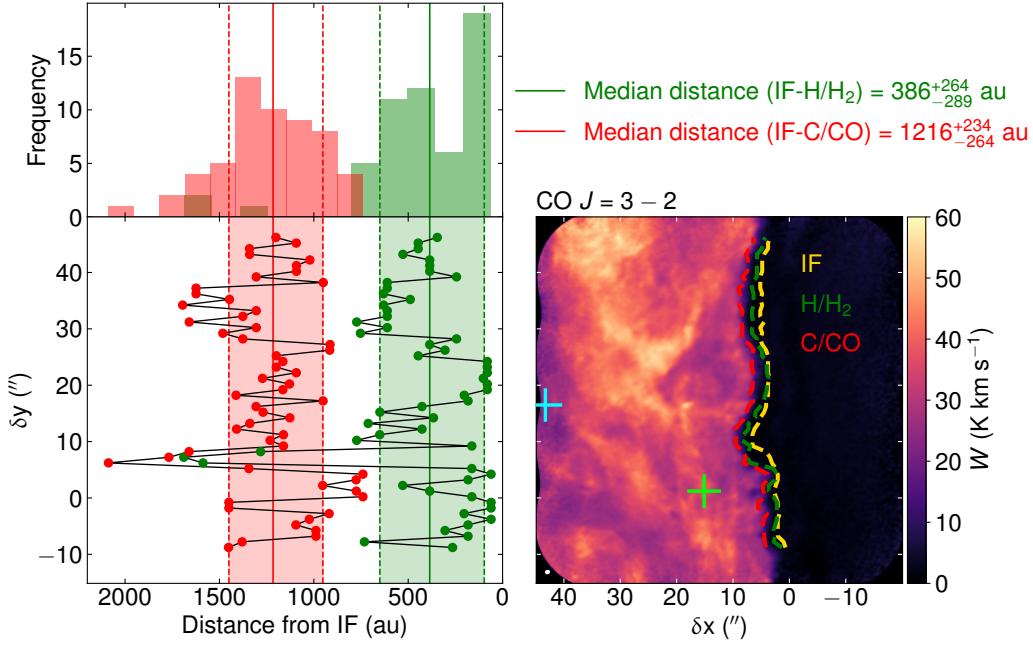 15
10
5
0
Frequency
Median distance (IF-H/H₂) = 386⁺²⁶⁴₋₂₈₉ au
Median distance (IF-C/CO) = 1216⁺²³⁴₋₂₆₄ au
40
30
20
10
0
−10
δy (′′)
2000 1500 1000 500 0
Distance from IF (au)
CO J = 3 − 2
IF
H/H₂
C/CO
40 30 20 10 0 −10
δx (′′)
60
50
40
30
20
10
0
W (K km s⁻¹)